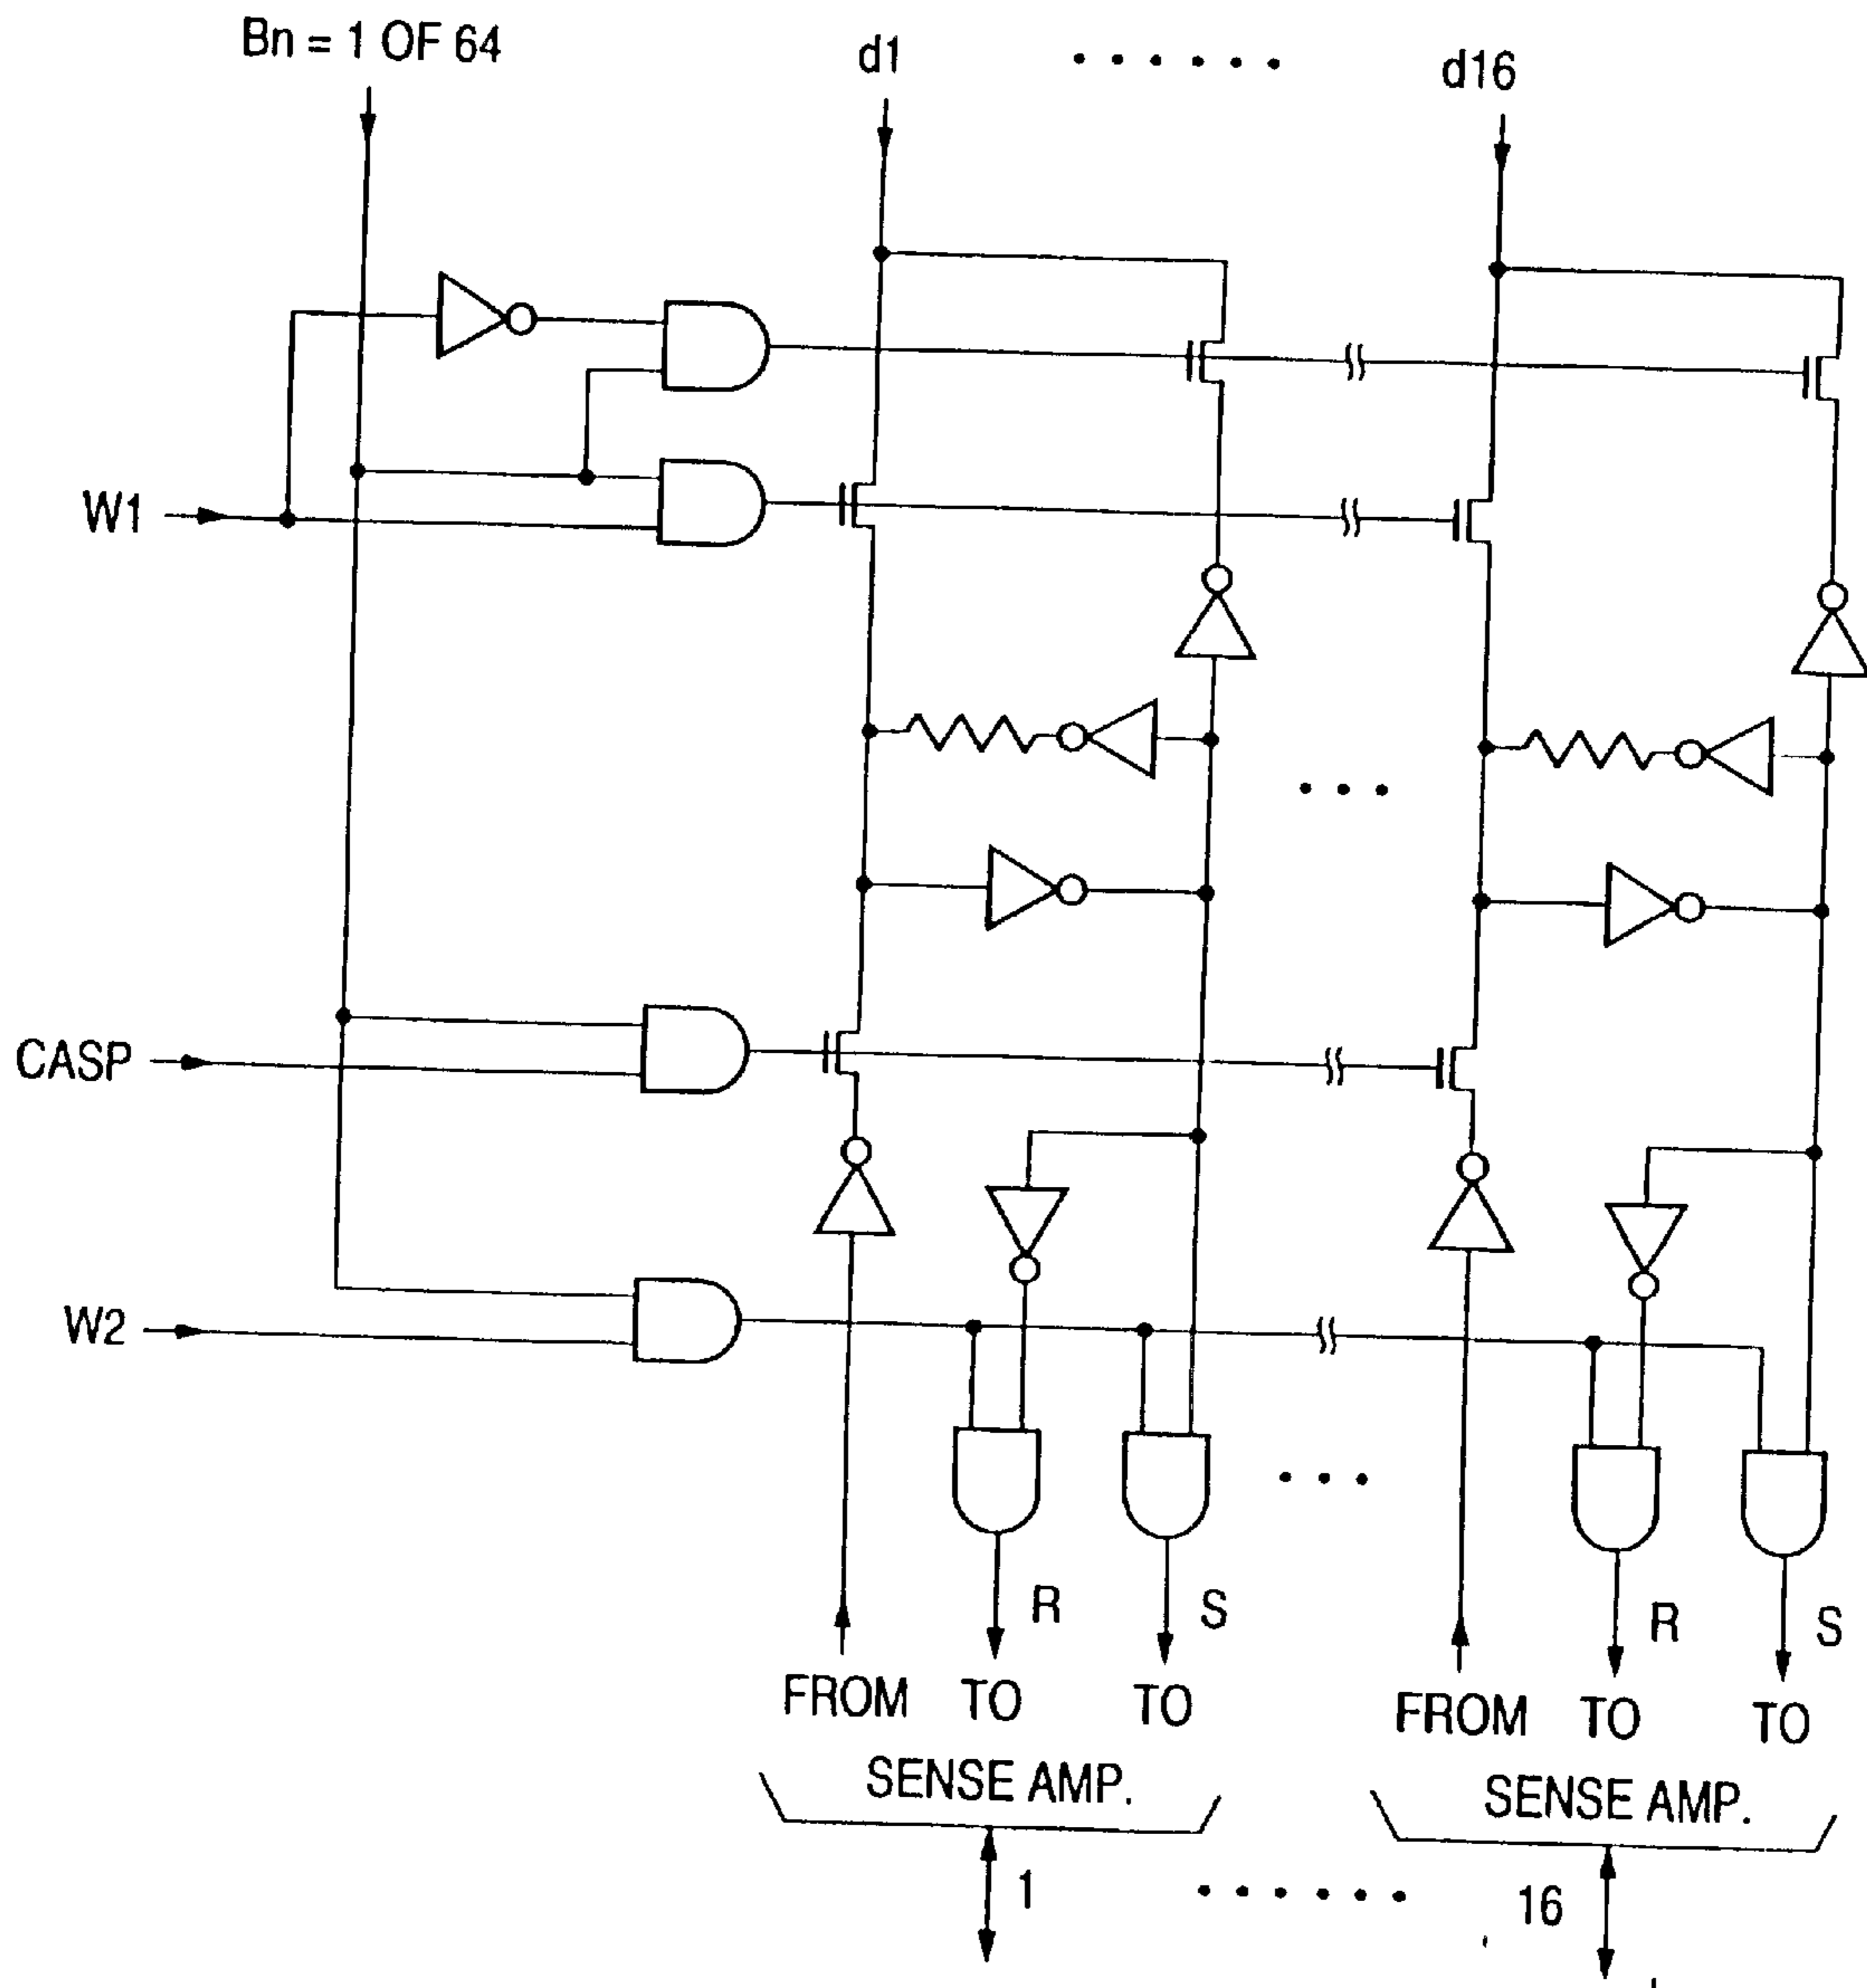 Bn = 1 OF 64
d1
d16
W1
CASP
W2
R
S
R
S
FROM TO TO
FROM TO TO
SENSE AMP.
SENSE AMP.
1
16